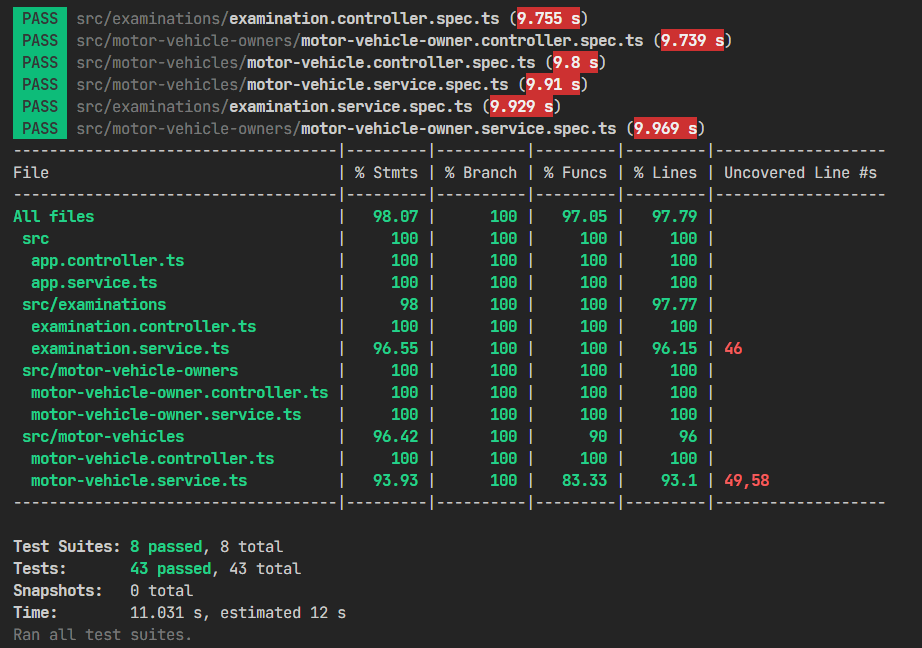 PASS src/examinations/examination.controller.spec.ts (9.755 s)
PASS src/motor-vehicle-owners/motor-vehicle-owner.controller.spec.ts (9.739 s)
PASS src/motor-vehicles/motor-vehicle.controller.spec.ts (9.8 s)
PASS src/motor-vehicles/motor-vehicle.service.spec.ts (9.91 s)
PASS src/examinations/examination.service.spec.ts (9.929 s)
PASS src/motor-vehicle-owners/motor-vehicle-owner.service.spec.ts (9.969 s)
------------------------------------|---------|----------|---------|---------|-------------------
File                                | % Stmts | % Branch | % Funcs | % Lines | Uncovered Line #s
------------------------------------|---------|----------|---------|---------|-------------------
All files                           |   98.07 |      100 |   97.05 |   97.79 |
 src                                |     100 |      100 |     100 |     100 |
  app.controller.ts                 |     100 |      100 |     100 |     100 |
  app.service.ts                    |     100 |      100 |     100 |     100 |
 src/examinations                   |      98 |      100 |     100 |   97.77 |
  examination.controller.ts         |     100 |      100 |     100 |     100 |
  examination.service.ts            |   96.55 |      100 |     100 |   96.15 | 46
 src/motor-vehicle-owners           |     100 |      100 |     100 |     100 |
  motor-vehicle-owner.controller.ts |     100 |      100 |     100 |     100 |
  motor-vehicle-owner.service.ts    |     100 |      100 |     100 |     100 |
 src/motor-vehicles                 |   96.42 |      100 |      90 |      96 |
  motor-vehicle.controller.ts       |     100 |      100 |     100 |     100 |
  motor-vehicle.service.ts          |   93.93 |      100 |   83.33 |    93.1 | 49,58
------------------------------------|---------|----------|---------|---------|-------------------
Test Suites: 8 passed, 8 total
Tests:       43 passed, 43 total
Snapshots:   0 total
Time:        11.031 s, estimated 12 s
Ran all test suites.